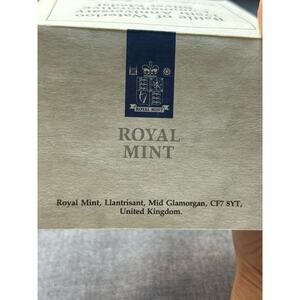 Battle of Waterloo
ROYAL MINT
ROYAL
MINT
Royal Mint, Llantrisant, Mid Glamorgan, CF7 8YT,
United Kingdom.